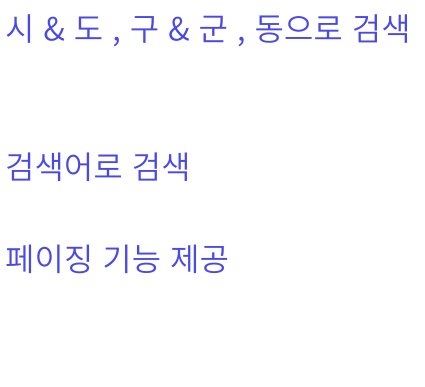 시 & 도 , 구 & 군 , 동으로 검색
검색어로 검색
페이징 기능 제공